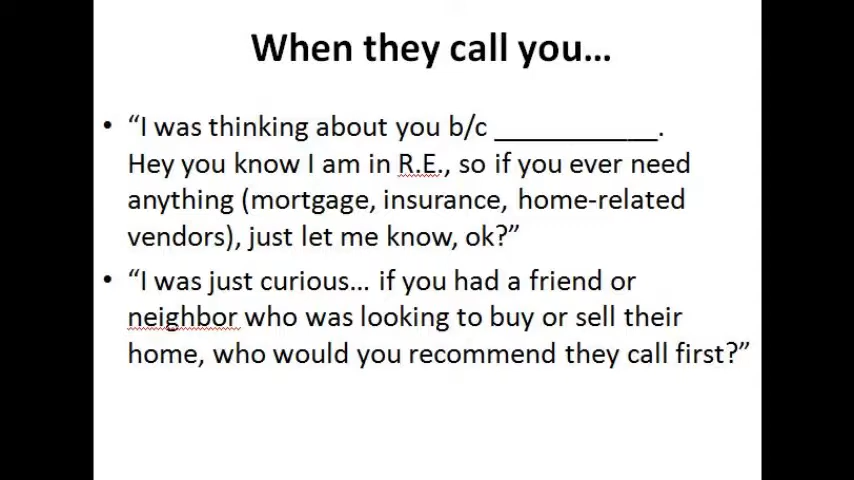 When they call you...
• “I was thinking about you b/c ___________.
Hey you know I am in R.E., so if you ever need
anything (mortgage, insurance, home-related
vendors), just let me know, ok?”
• “I was just curious... if you had a friend or
neighbor who was looking to buy or sell their
home, who would you recommend they call first?”